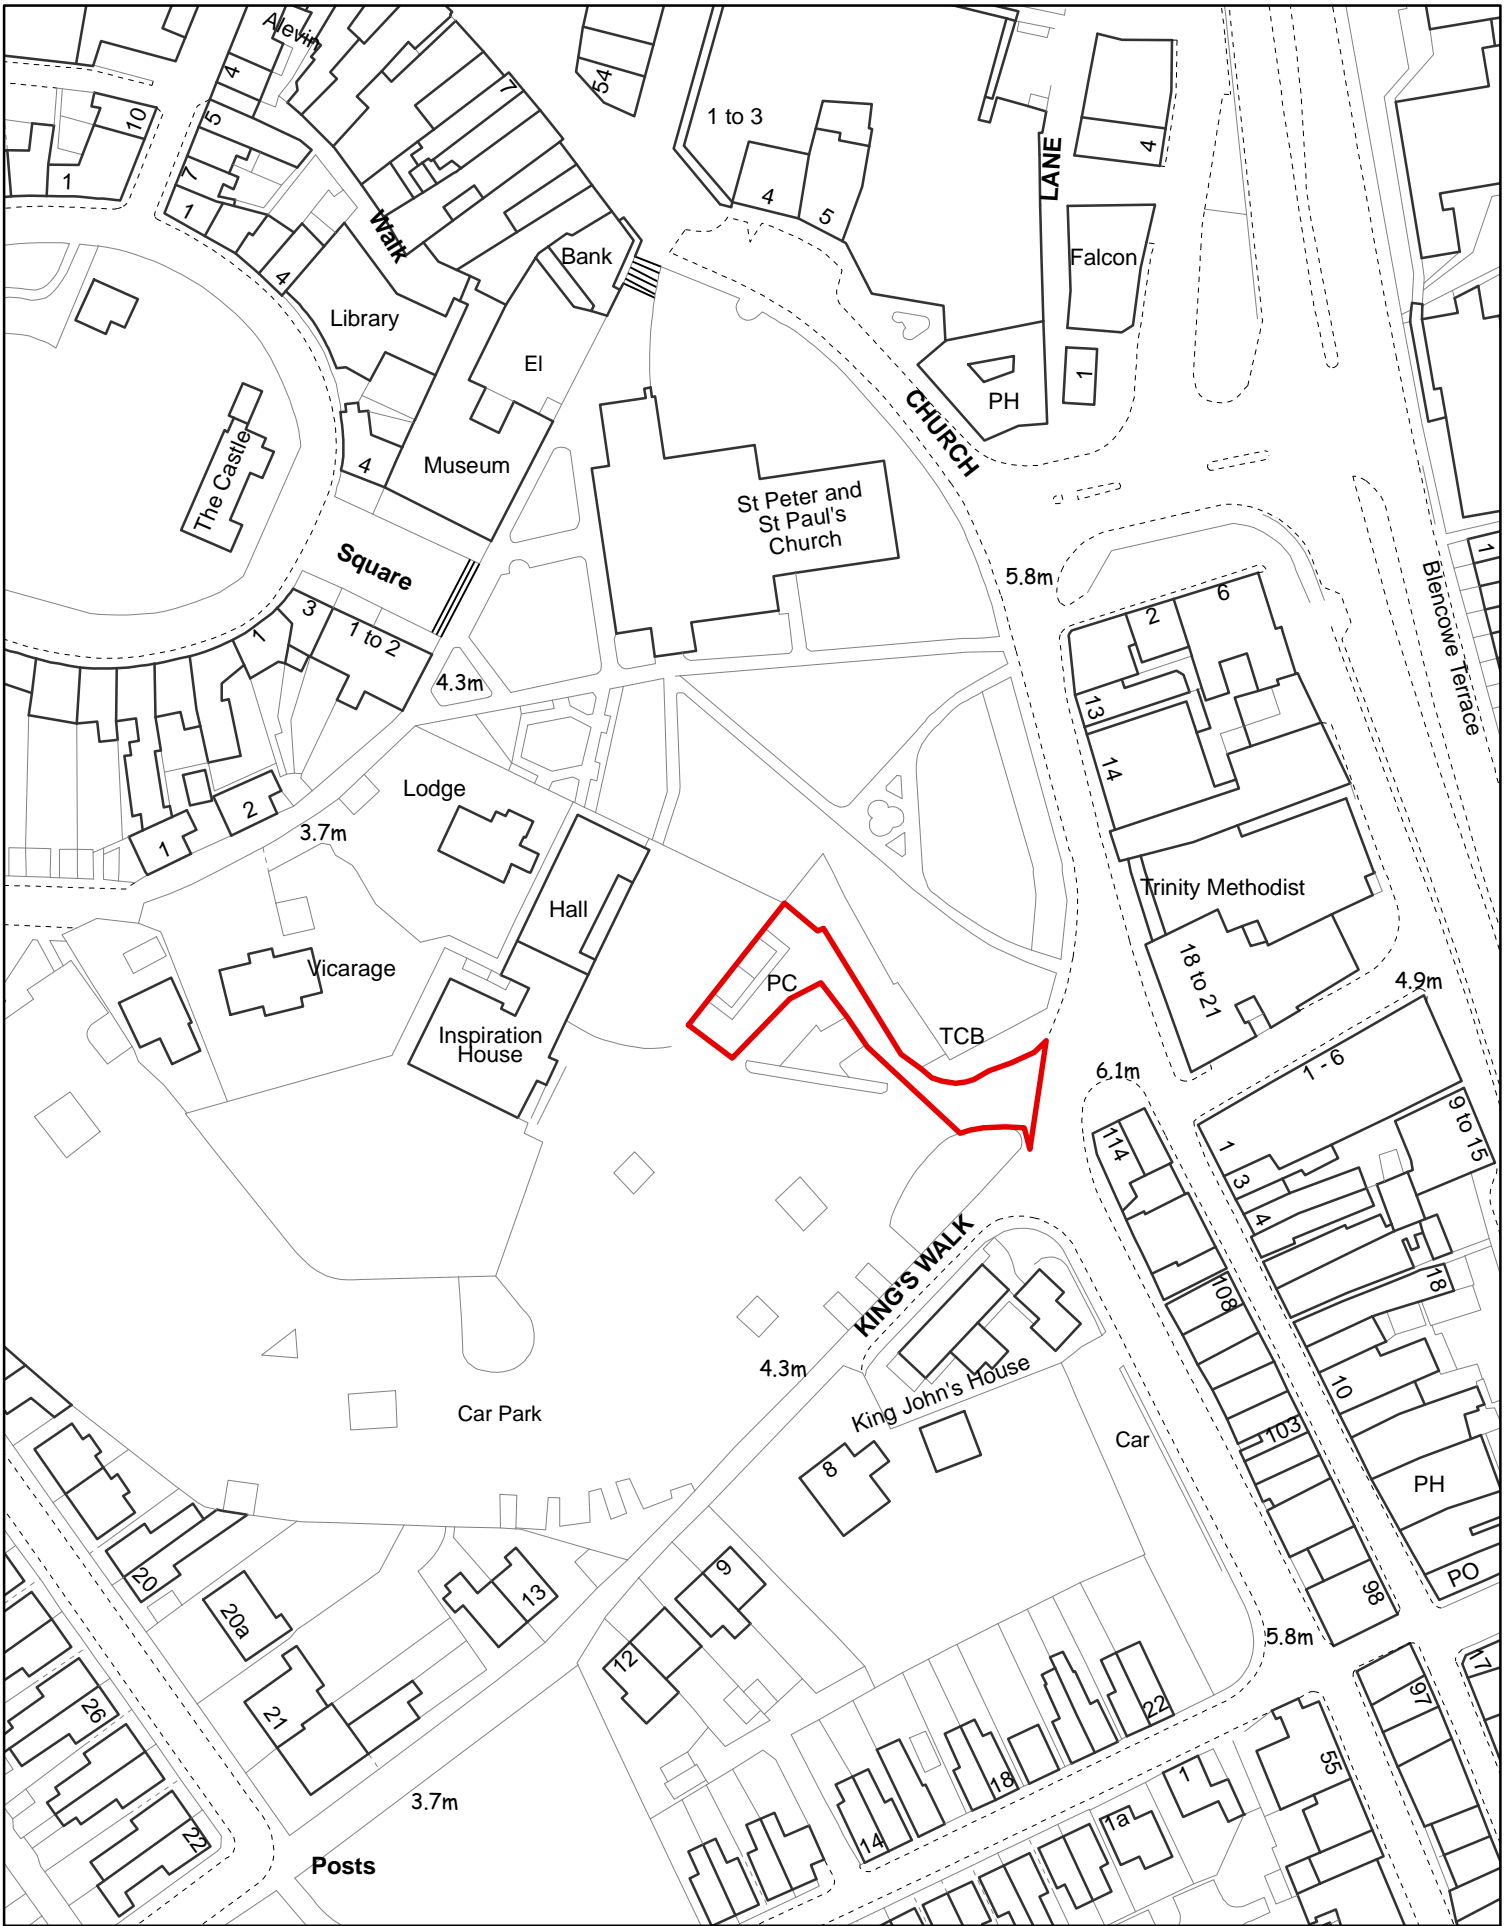 Alevin
4
5
10
1
7
1
4
7
Walk
54
1 to 3
4
5
LANE
4
Falcon
Bank
Library
El
PH
1
CHURCH
4
Museum
The Castle
St Peter and
St Paul's
Church
Square
5.8m
Blencowe Terrace
1
3
1
1 to 2
2
6
4.3m
13
14
Lodge
2
1
3.7m
Hall
Trinity Methodist
Vicarage
PC
18 to 21
4.9m
Inspiration
House
TCB
6.1m
1 - 6
9 to 15
114
1
3
4
KING'S WALK
18
108
4.3m
King John's House
10
Car Park
Car
103
8
PH
20
20a
13
9
98
PO
12
5.8m
17
26
21
22
97
18
1
55
3.7m
14
1a
22
Posts